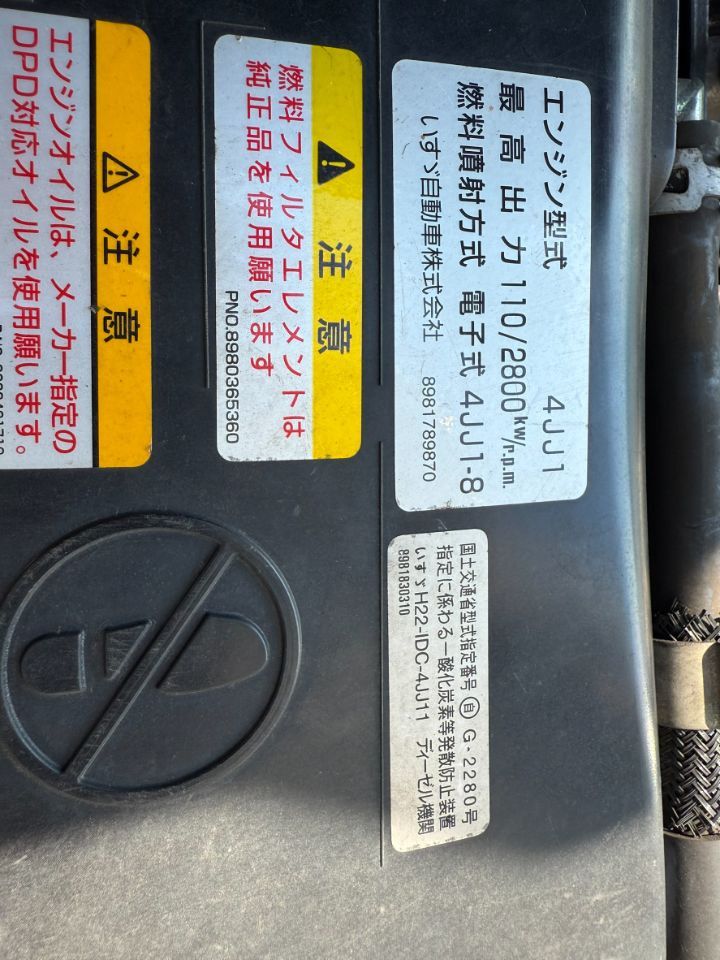 エンジン型式 4JJ1
最高出力 110/2800kw/r.p.m.
燃料噴射方式 電子式 4JJ1-8
いすゞ自動車株式会社 8981789870
国土交通省型式指定番号 自 G-2280号
指定に係わる一酸化炭素等発散防止装置
いすゞH22-IDC-4JJ11 ディーゼル機関
8981830310
注意
燃料フィルタエレメントは
純正品を使用願います
PNO.8980365360
注意
エンジンオイルは、メーカー指定の
DPD対応オイルを使用願います。